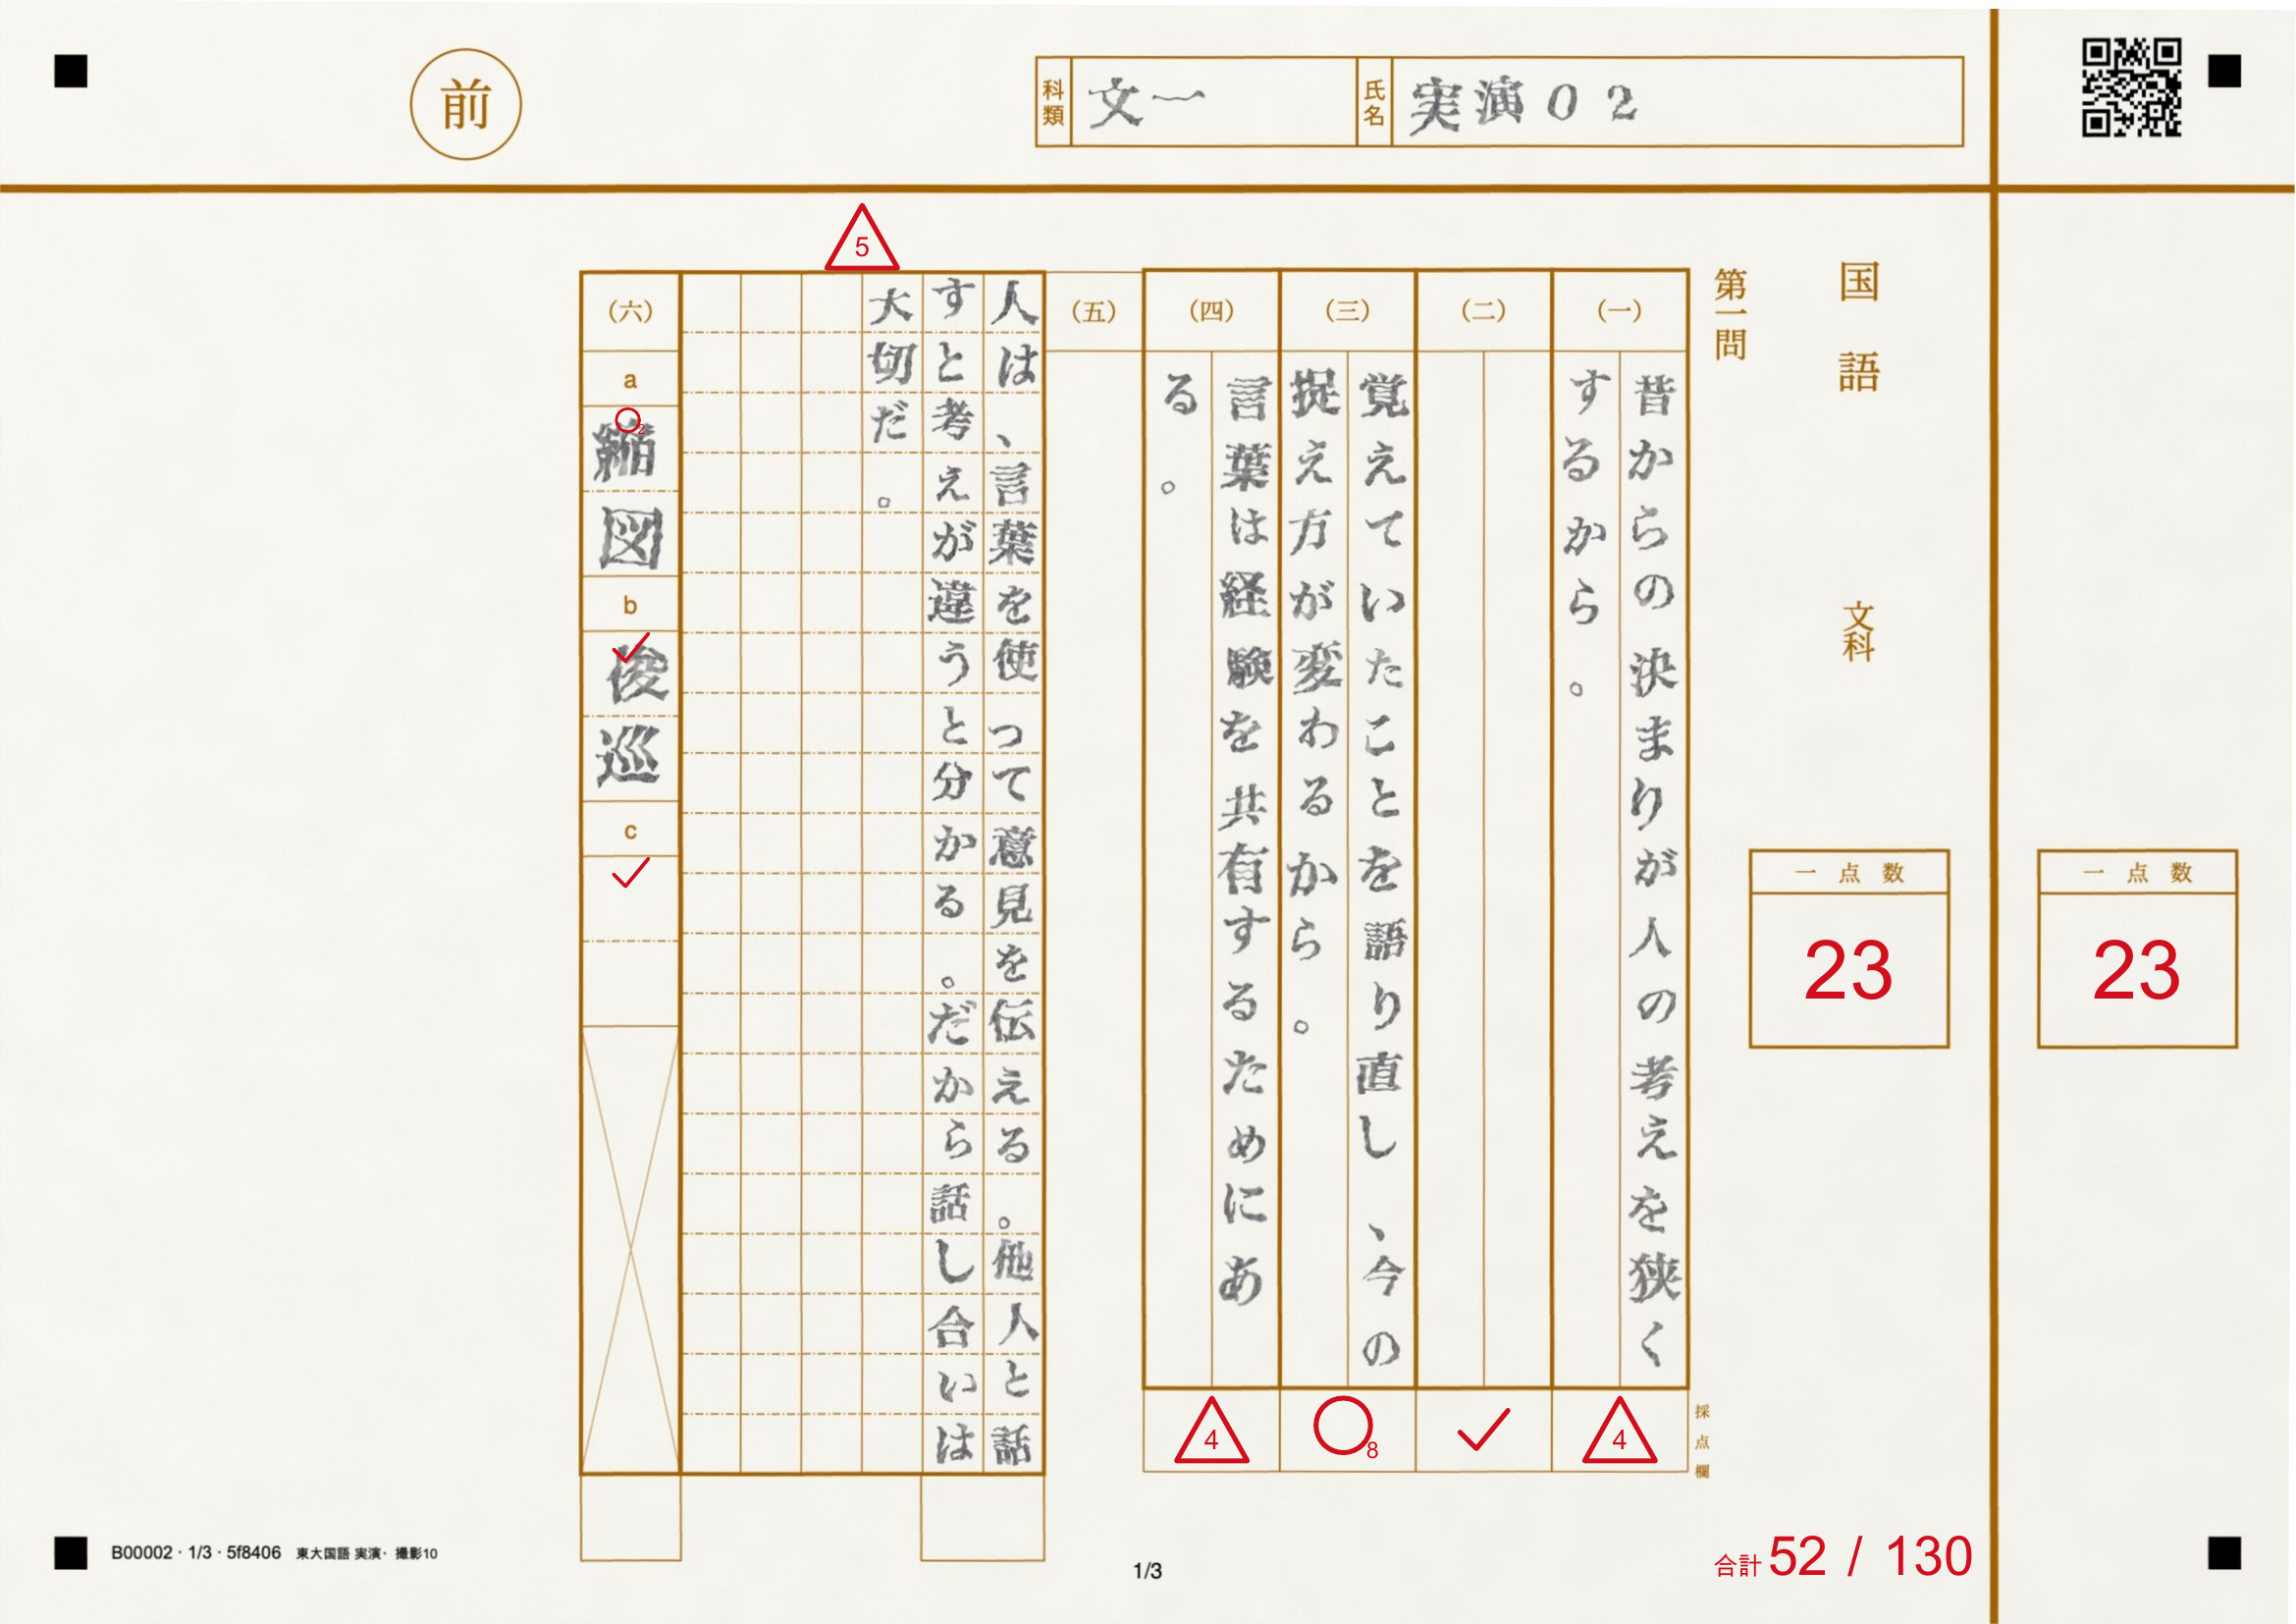 前
科類 文一 氏名 実演02
国語 文科
第一問
一点数
23
一点数
23
(一)
昔からの決まりが人の考えを狭く
するから。
4
(二)
(三)
覚えていたことを語り直し、今の
捉え方が変わるから。
8
(四)
言葉は経験を共有するためにあ
る。
4
採点欄
(五)
人は、言葉を使って意見を伝える。他人と話
すと考えが違うと分かる。だから話し合いは
大切だ。
5
(六)
a
縮図
2
b
俊巡
c
合計 52 / 130
B00002・1/3・5f8406 東大国語 実演・撮影10
1/3